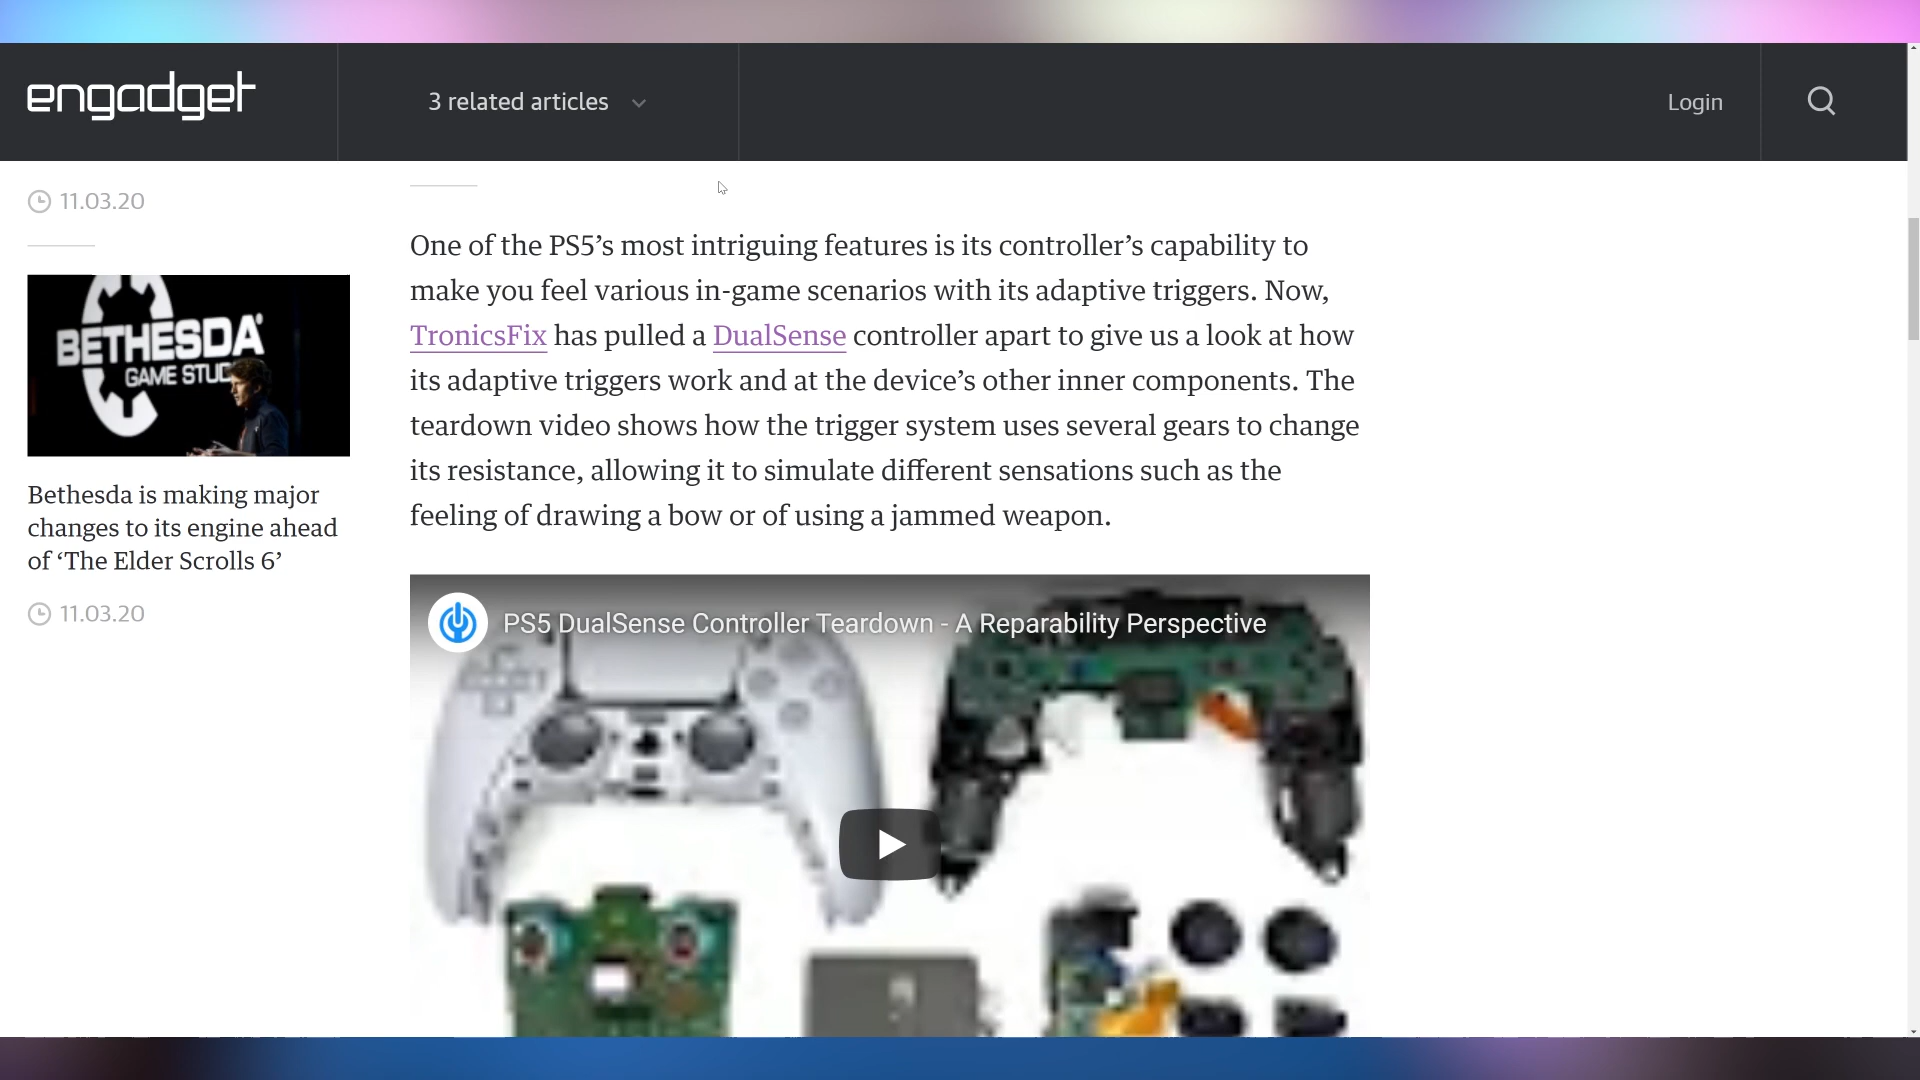 engadget
3 related articles
Login
11.03.20
BETHESDA
GAME STUD
Bethesda is making major
changes to its engine ahead
of ‘The Elder Scrolls 6’
11.03.20
One of the PS5’s most intriguing features is its controller’s capability to
make you feel various in-game scenarios with its adaptive triggers. Now,
TronicsFix has pulled a DualSense controller apart to give us a look at how
its adaptive triggers work and at the device’s other inner components. The
teardown video shows how the trigger system uses several gears to change
its resistance, allowing it to simulate different sensations such as the
feeling of drawing a bow or of using a jammed weapon.
PS5 DualSense Controller Teardown - A Reparability Perspective